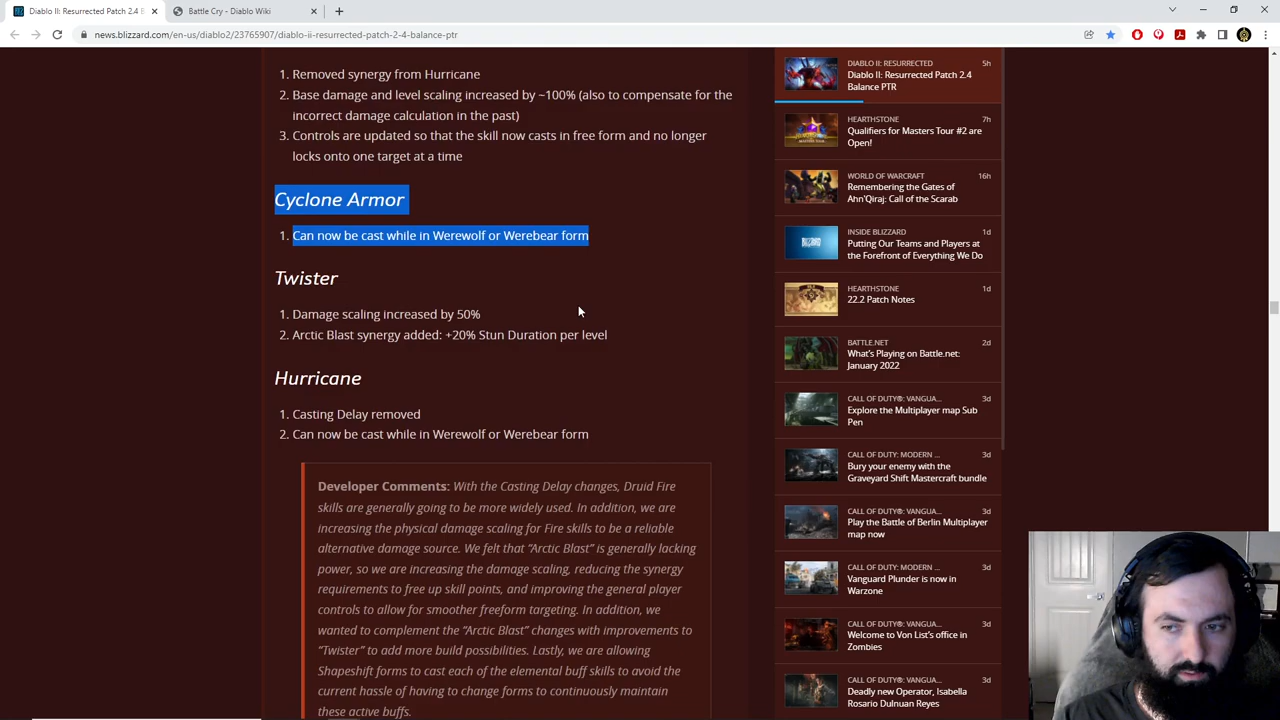 Diablo II: Resurrected Patch 2.4 B
Battle Cry - Diablo Wiki
news.blizzard.com/en-us/diablo2/23765907/diablo-ii-resurrected-patch-2-4-balance-ptr
1. Removed synergy from Hurricane
2. Base damage and level scaling increased by ~100% (also to compensate for the
incorrect damage calculation in the past)
3. Controls are updated so that the skill now casts in free form and no longer
locks onto one target at a time
Cyclone Armor
1. Can now be cast while in Werewolf or Werebear form
Twister
1. Damage scaling increased by 50%
2. Arctic Blast synergy added: +20% Stun Duration per level
Hurricane
1. Casting Delay removed
2. Can now be cast while in Werewolf or Werebear form
Developer Comments: With the Casting Delay changes, Druid Fire
skills are generally going to be more widely used. In addition, we are
increasing the physical damage scaling for Fire skills to be a reliable
alternative damage source. We felt that “Arctic Blast” is generally lacking
power, so we are increasing the damage scaling, reducing the synergy
requirements to free up skill points, and improving the general player
controls to allow for smoother freeform targeting. In addition, we
wanted to complement the “Arctic Blast” changes with improvements to
“Twister” to add more build possibilities. Lastly, we are allowing
Shapeshift forms to cast each of the elemental buff skills to avoid the
current hassle of having to change forms to continuously maintain
these active buffs.
DIABLO II: RESURRECTED 5h
Diablo II: Resurrected Patch 2.4
Balance PTR
HEARTHSTONE 7h
Qualifiers for Masters Tour #2 are
Open!
WORLD OF WARCRAFT 16h
Remembering the Gates of
Ahn'Qiraj: Call of the Scarab
INSIDE BLIZZARD 1d
Putting Our Teams and Players at
the Forefront of Everything We Do
HEARTHSTONE 1d
22.2 Patch Notes
BATTLE.NET 2d
What's Playing on Battle.net:
January 2022
CALL OF DUTY®: VANGUA... 3d
Explore the Multiplayer map Sub
Pen
CALL OF DUTY®: MODERN ... 3d
Bury your enemy with the
Graveyard Shift Mastercraft bundle
CALL OF DUTY®: VANGUA... 3d
Play the Battle of Berlin Multiplayer
map now
CALL OF DUTY®: MODERN ... 3d
Vanguard Plunder is now in
Warzone
CALL OF DUTY®: VANGUA... 3d
Welcome to Von List's office in
Zombies
CALL OF DUTY®: VANGUA... 3d
Deadly new Operator, Isabella
Rosario Dulnuan Reyes